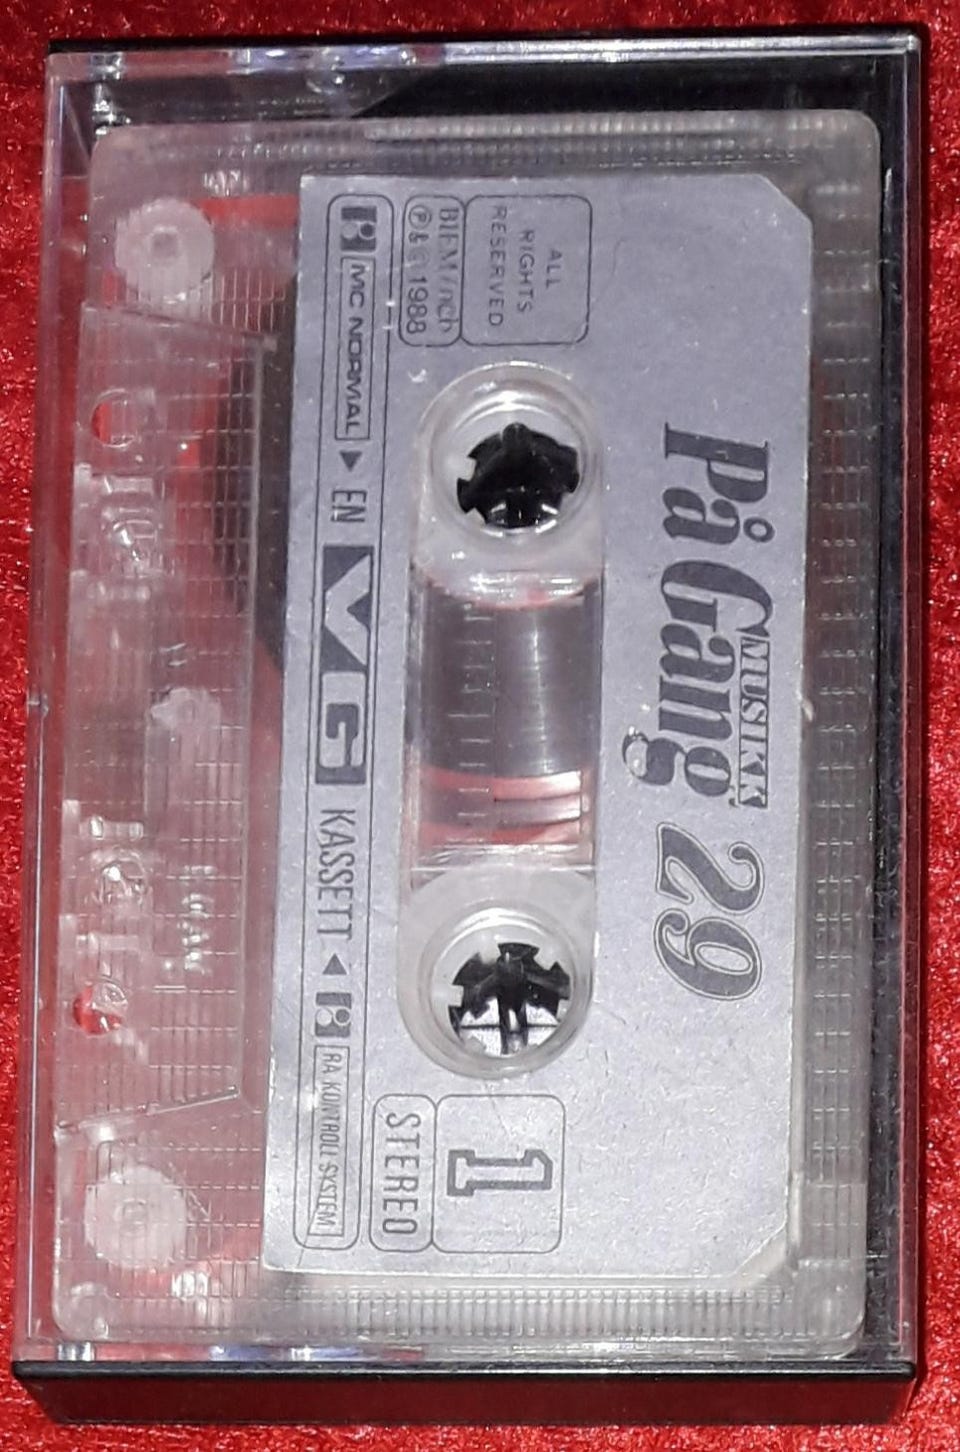 På Gang 29
MUSIKK
ALL
RIGHTS
RESERVED
BIEM/ncb
℗ & © 1988
1
STEREO
MC NORMAL ▶ EN VG KASSETT ◀ RA KONTROLL SYSTEM